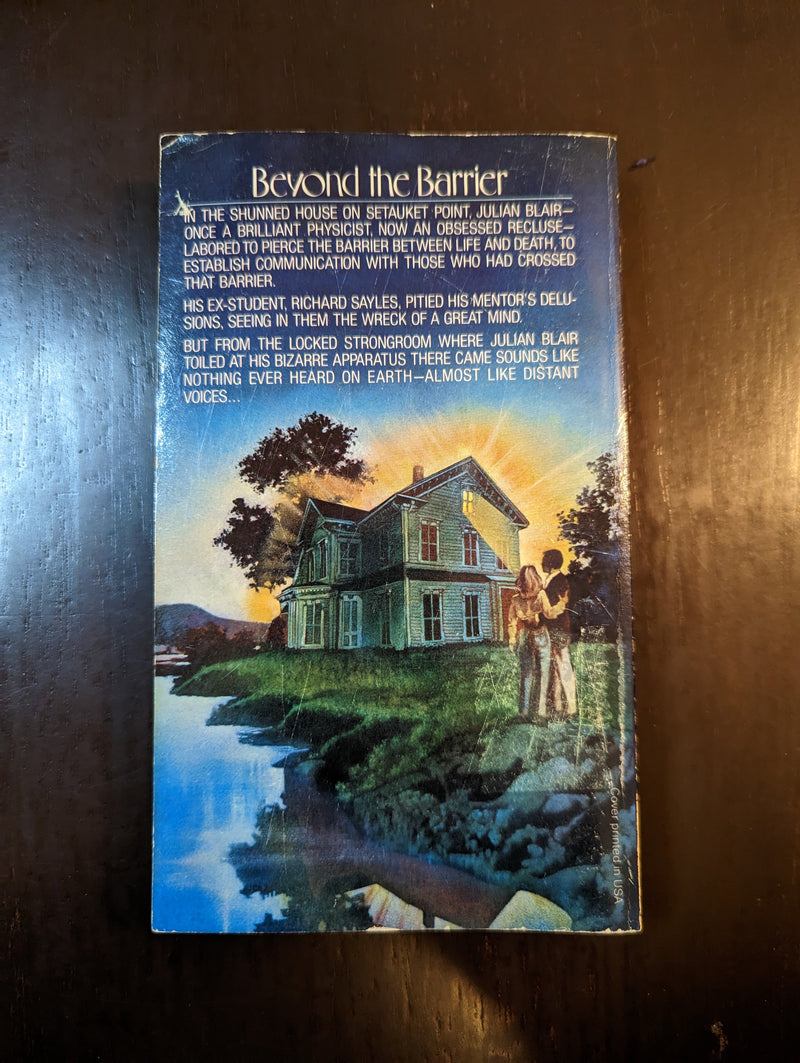 Beyond the Barrier
IN THE SHUNNED HOUSE ON SETAUKET POINT, JULIAN BLAIR—
ONCE A BRILLIANT PHYSICIST, NOW AN OBSESSED RECLUSE—
LABORED TO PIERCE THE BARRIER BETWEEN LIFE AND DEATH, TO
ESTABLISH COMMUNICATION WITH THOSE WHO HAD CROSSED
THAT BARRIER.
HIS EX-STUDENT, RICHARD SAYLES, PITIED HIS MENTOR'S DELU-
SIONS, SEEING IN THEM THE WRECK OF A GREAT MIND.
BUT FROM THE LOCKED STRONGROOM WHERE JULIAN BLAIR
TOILED AT HIS BIZARRE APPARATUS THERE CAME SOUNDS LIKE
NOTHING EVER HEARD ON EARTH—ALMOST LIKE DISTANT
VOICES...
Cover printed in USA